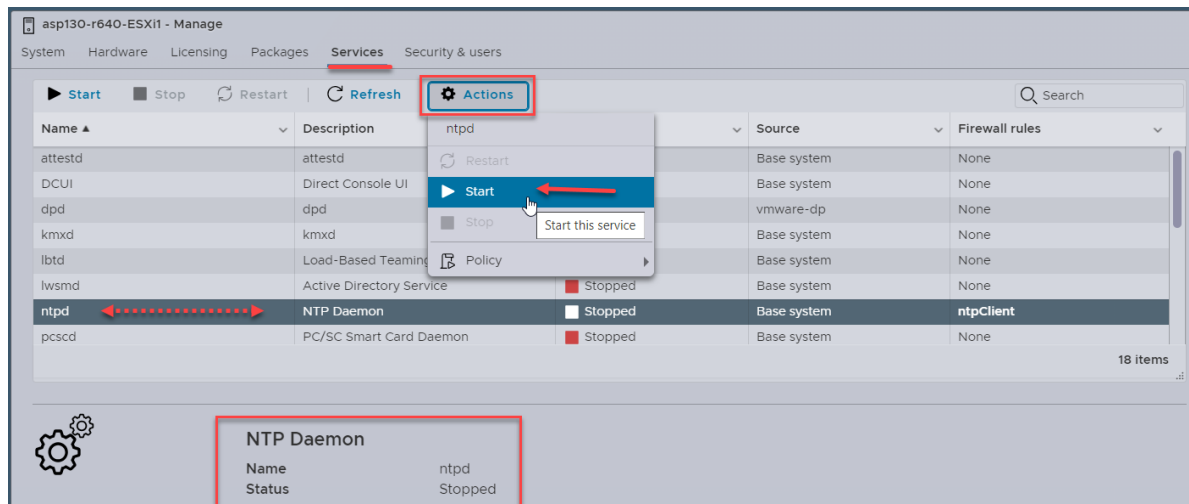 asp130-r640-ESXi1 - Manage
System Hardware Licensing Packages Services Security & users
Start Stop Restart | Refresh Actions Search
Name ▲ Description ntpd Source Firewall rules
attestd attestd Restart Base system None
DCUI Direct Console UI Start Base system None
dpd dpd Stop vmware-dp None
kmxd kmxd Start this service Base system None
lbtd Load-Based Teaming Policy Base system None
lwsmd Active Directory Service Stopped Base system None
ntpd NTP Daemon Stopped Base system ntpClient
pcscd PC/SC Smart Card Daemon Stopped Base system None
18 items
NTP Daemon
Name ntpd
Status Stopped